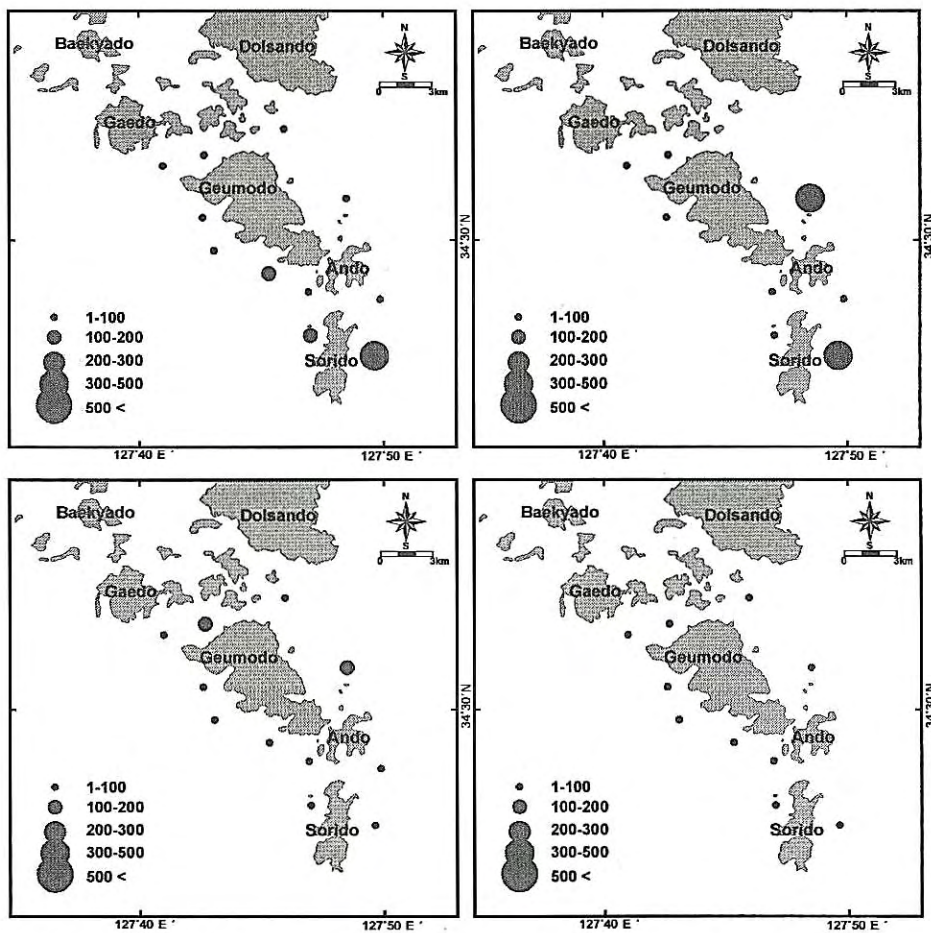 Baekyado
Dolsando
N
S
0 3km
Gaedo
Geumodo
34°30'N
Ando
1-100
100-200
200-300
300-500
500 <
Sorido
127°40 E '
127°50 E '
Baekyado
Dolsando
N
S
0 3km
Gaedo
Geumodo
34°30'N
Ando
1-100
100-200
200-300
300-500
500 <
Sorido
127°40 E '
127°50 E '
Baekyado
Dolsando
N
S
0 3km
Gaedo
Geumodo
34°30'N
Ando
1-100
100-200
200-300
300-500
500 <
Sorido
127°40 E '
127°50 E '
Baekyado
Dolsando
N
S
0 3km
Gaedo
Geumodo
34°30'N
Ando
1-100
100-200
200-300
300-500
500 <
Sorido
127°40 E '
127°50 E '